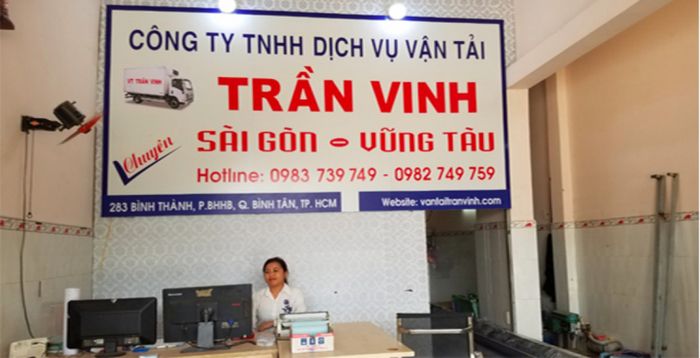 CÔNG TY TNHH DỊCH VỤ VẬN TẢI
VT TRẦN VINH
TRẦN VINH
Chuyên
SÀI GÒN - VŨNG TÀU
Hotline: 0983 739 749 - 0982 749 759
283 BÌNH THÀNH, P.BHHB, Q. BÌNH TÂN, TP. HCM
Website: vantaitranvinh.com